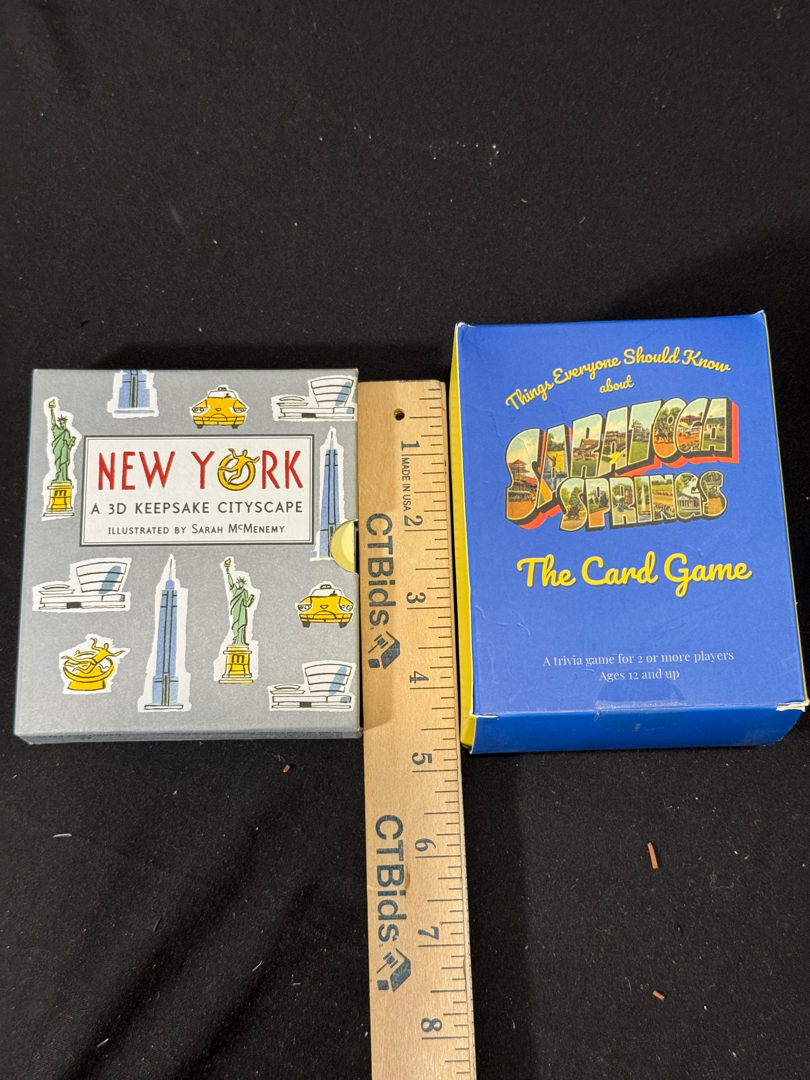 NEW YORK
A 3D KEEPSAKE CITYSCAPE
ILLUSTRATED BY SARAH MCMENEMY
1 MADE IN USA 2 3 4 5 6 7 8
CTBids
CTBids
Things Everyone Should Know
about
SARATOGA
SPRINGS
The Card Game
A trivia game for 2 or more players
Ages 12 and up